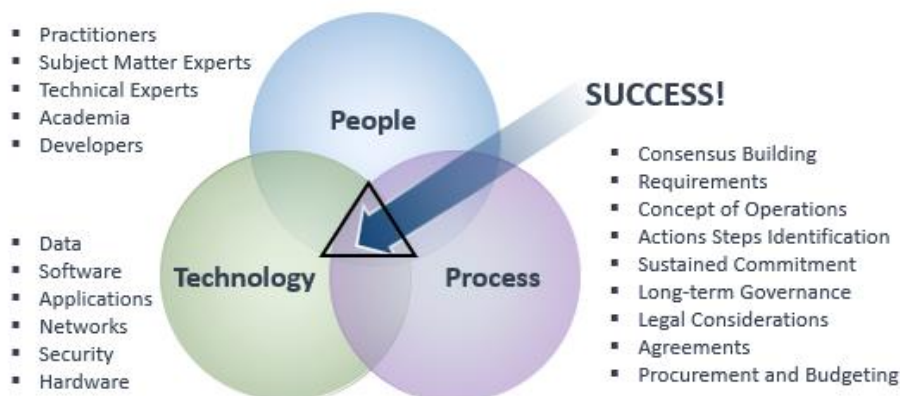 ▪ Practitioners
▪ Subject Matter Experts
▪ Technical Experts
▪ Academia
▪ Developers
People
SUCCESS!
▪ Consensus Building
▪ Requirements
▪ Concept of Operations
▪ Actions Steps Identification
▪ Sustained Commitment
▪ Long-term Governance
▪ Legal Considerations
▪ Agreements
▪ Procurement and Budgeting
▪ Data
▪ Software
▪ Applications
▪ Networks
▪ Security
▪ Hardware
Technology
Process